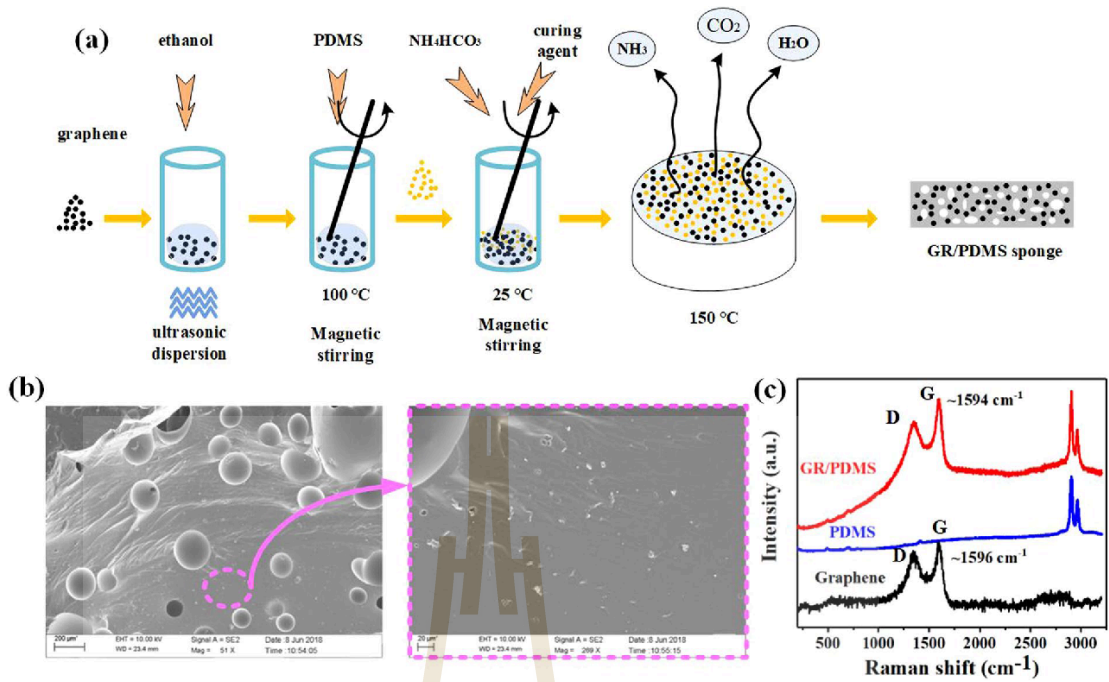 (a)
ethanol
PDMS
NH4HCO3
curing
agent
NH3
CO2
H2O
graphene
100 °C
25 °C
150 °C
GR/PDMS sponge
ultrasonic
dispersion
Magnetic
stirring
Magnetic
stirring
(b)
200 µm*
EHT = 10.00 kV
WD = 23.4 mm
Signal A = SE2
Mag = 51 X
Date :8 Jun 2018
Time :10:54:05
20 µm*
EHT = 10.00 kV
WD = 23.4 mm
Signal A = SE2
Mag = 269 X
Date :8 Jun 2018
Time :10:55:15
(c)
Intensity (a.u.)
D
G
~1594 cm-1
GR/PDMS
PDMS
G
D
~1596 cm-1
Graphene
500 1000 1500 2000 2500 3000
Raman shift (cm-1)